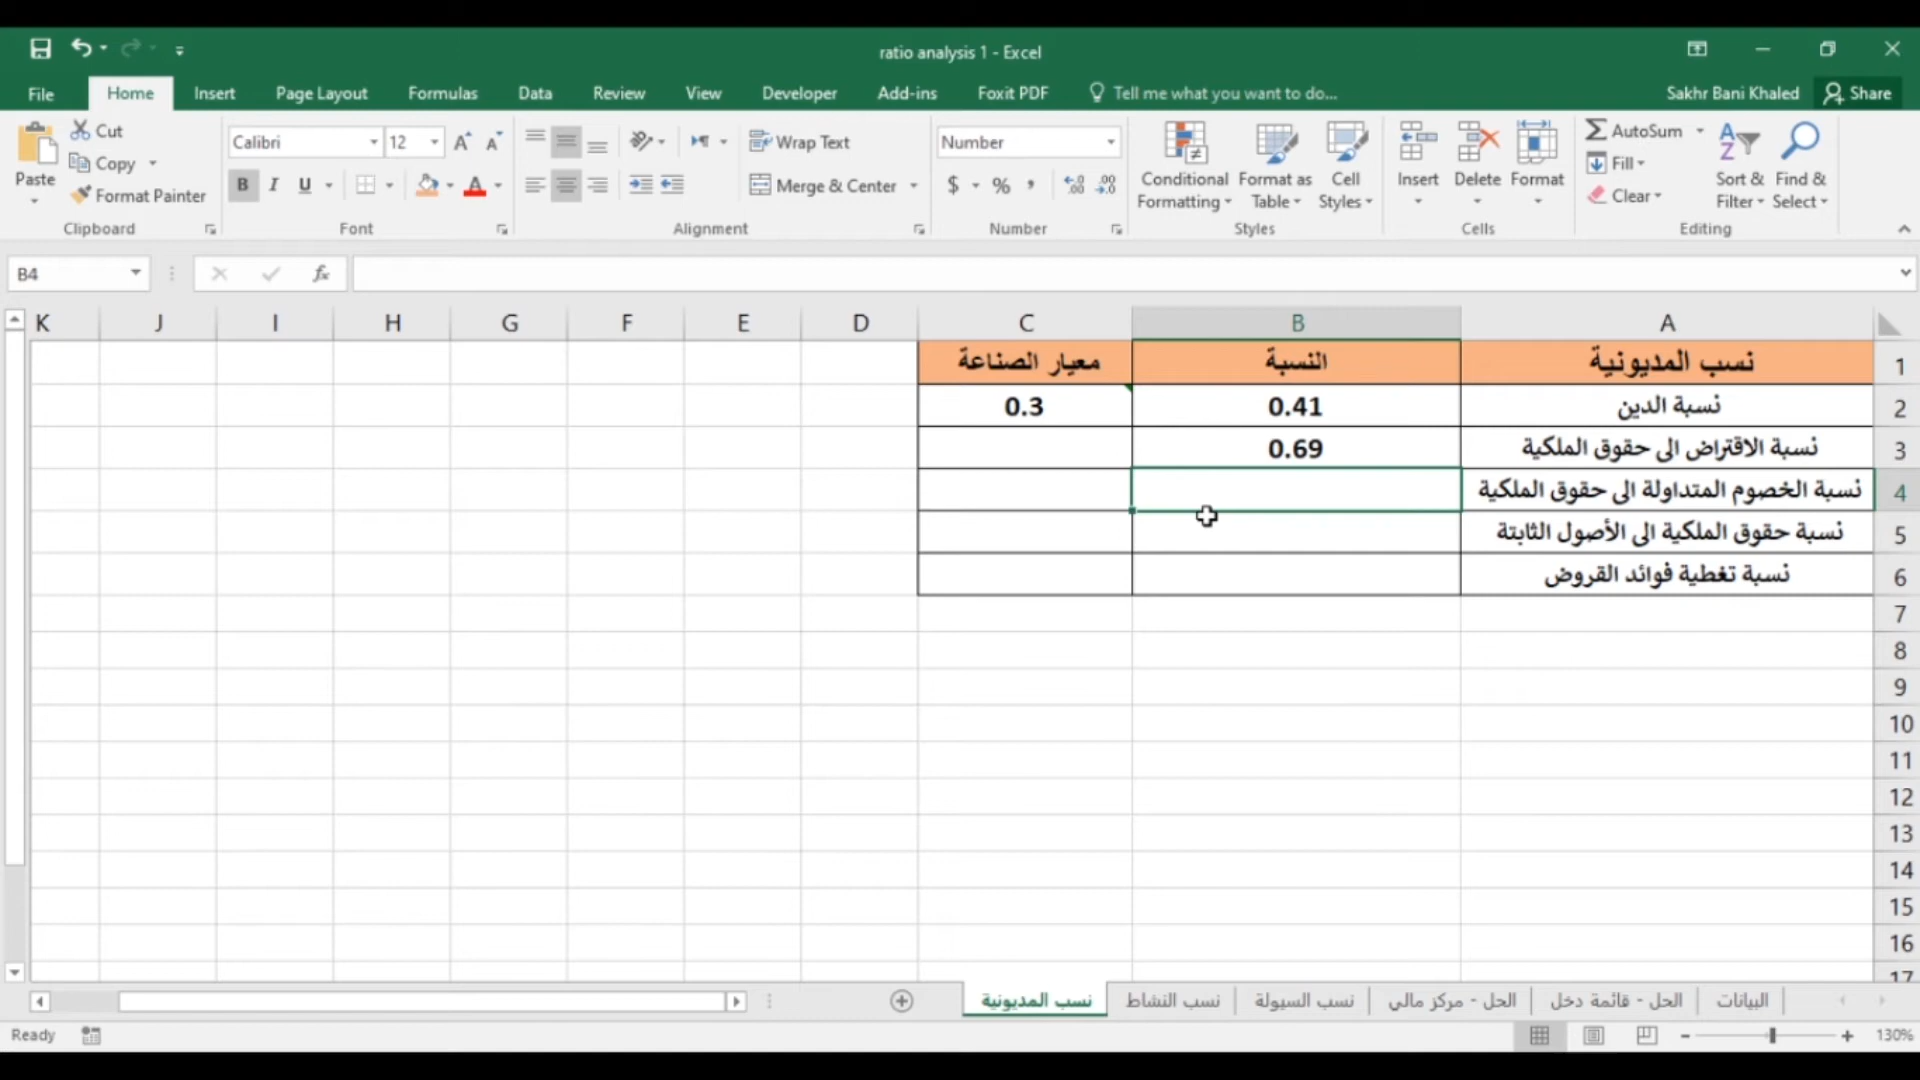 ratio analysis 1 - Excel
File Home Insert Page Layout Formulas Data Review View Developer Add-ins Foxit PDF Tell me what you want to do... Sakhr Bani Khaled Share
Paste
Cut
Copy
Format Painter
Clipboard
Calibri 12
B I U
Font
Wrap Text
Merge & Center
Alignment
Number
$ %
Number
Conditional Formatting
Format as Table
Cell Styles
Styles
Insert Delete Format
Cells
AutoSum
Fill
Clear
Sort & Filter
Find & Select
Editing
B4 fx
K J I H G F E D C B A
نسب المديونية النسبة معيار الصناعة 1
نسبة الدين 0.41 0.3 2
نسبة الاقتراض الى حقوق الملكية 0.69 3
نسبة الخصوم المتداولة الى حقوق الملكية 4
نسبة حقوق الملكية الى الأصول الثابتة 5
نسبة تغطية فوائد القروض 6
7
8
9
10
11
12
13
14
15
16
17
البيانات الحل - قائمة دخل الحل - مركز مالي نسب السيولة نسب النشاط نسب المديونية
Ready 130%